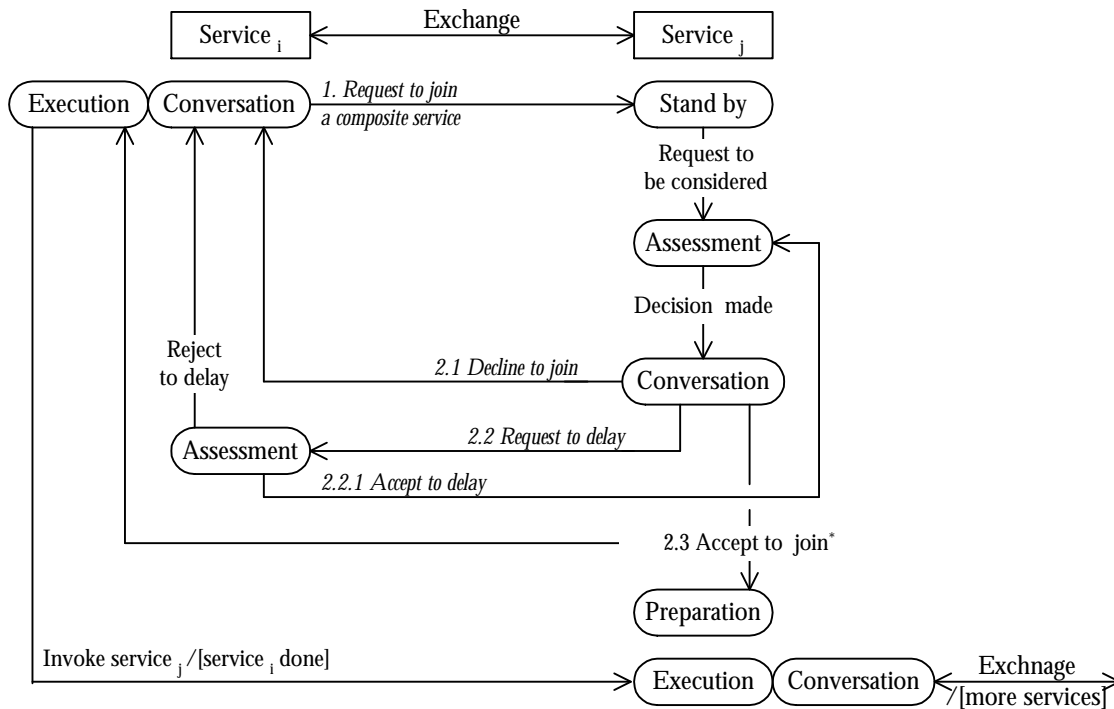 Service i
Exchange
Service j
Execution
Conversation
1. Request to join
a composite service
Stand by
Request to
be considered
Assessment
Decision made
Reject
to delay
2.1 Decline to join
Conversation
Assessment
2.2 Request to delay
2.2.1 Accept to delay
2.3 Accept to join*
Preparation
Invoke service j /[service i done]
Execution
Conversation
Exchnage
/[more services]